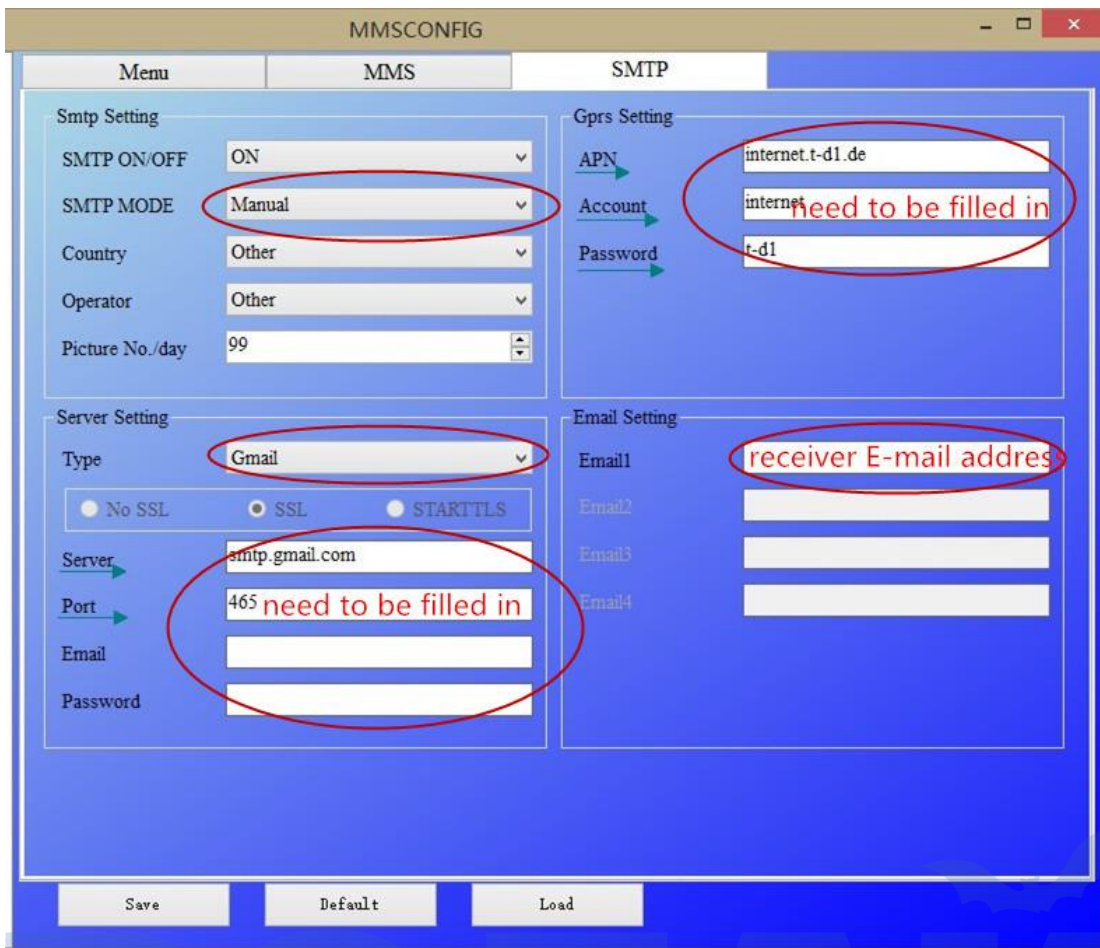 MMSCONFIG
Menu
MMS
SMTP
Smtp Setting
SMTP ON/OFF
ON
SMTP MODE
Manual
Country
Other
Operator
Other
Picture No./day
99
Gprs Setting
APN
internet.t-d1.de
Account
internet
need to be filled in
Password
t-d1
Server Setting
Type
Gmail
No SSL
SSL
STARTTLS
Server
smtp.gmail.com
Port
465
need to be filled in
Email
Password
Email Setting
Email1
receiver E-mail address
Email2
Email3
Email4
Save
Default
Load